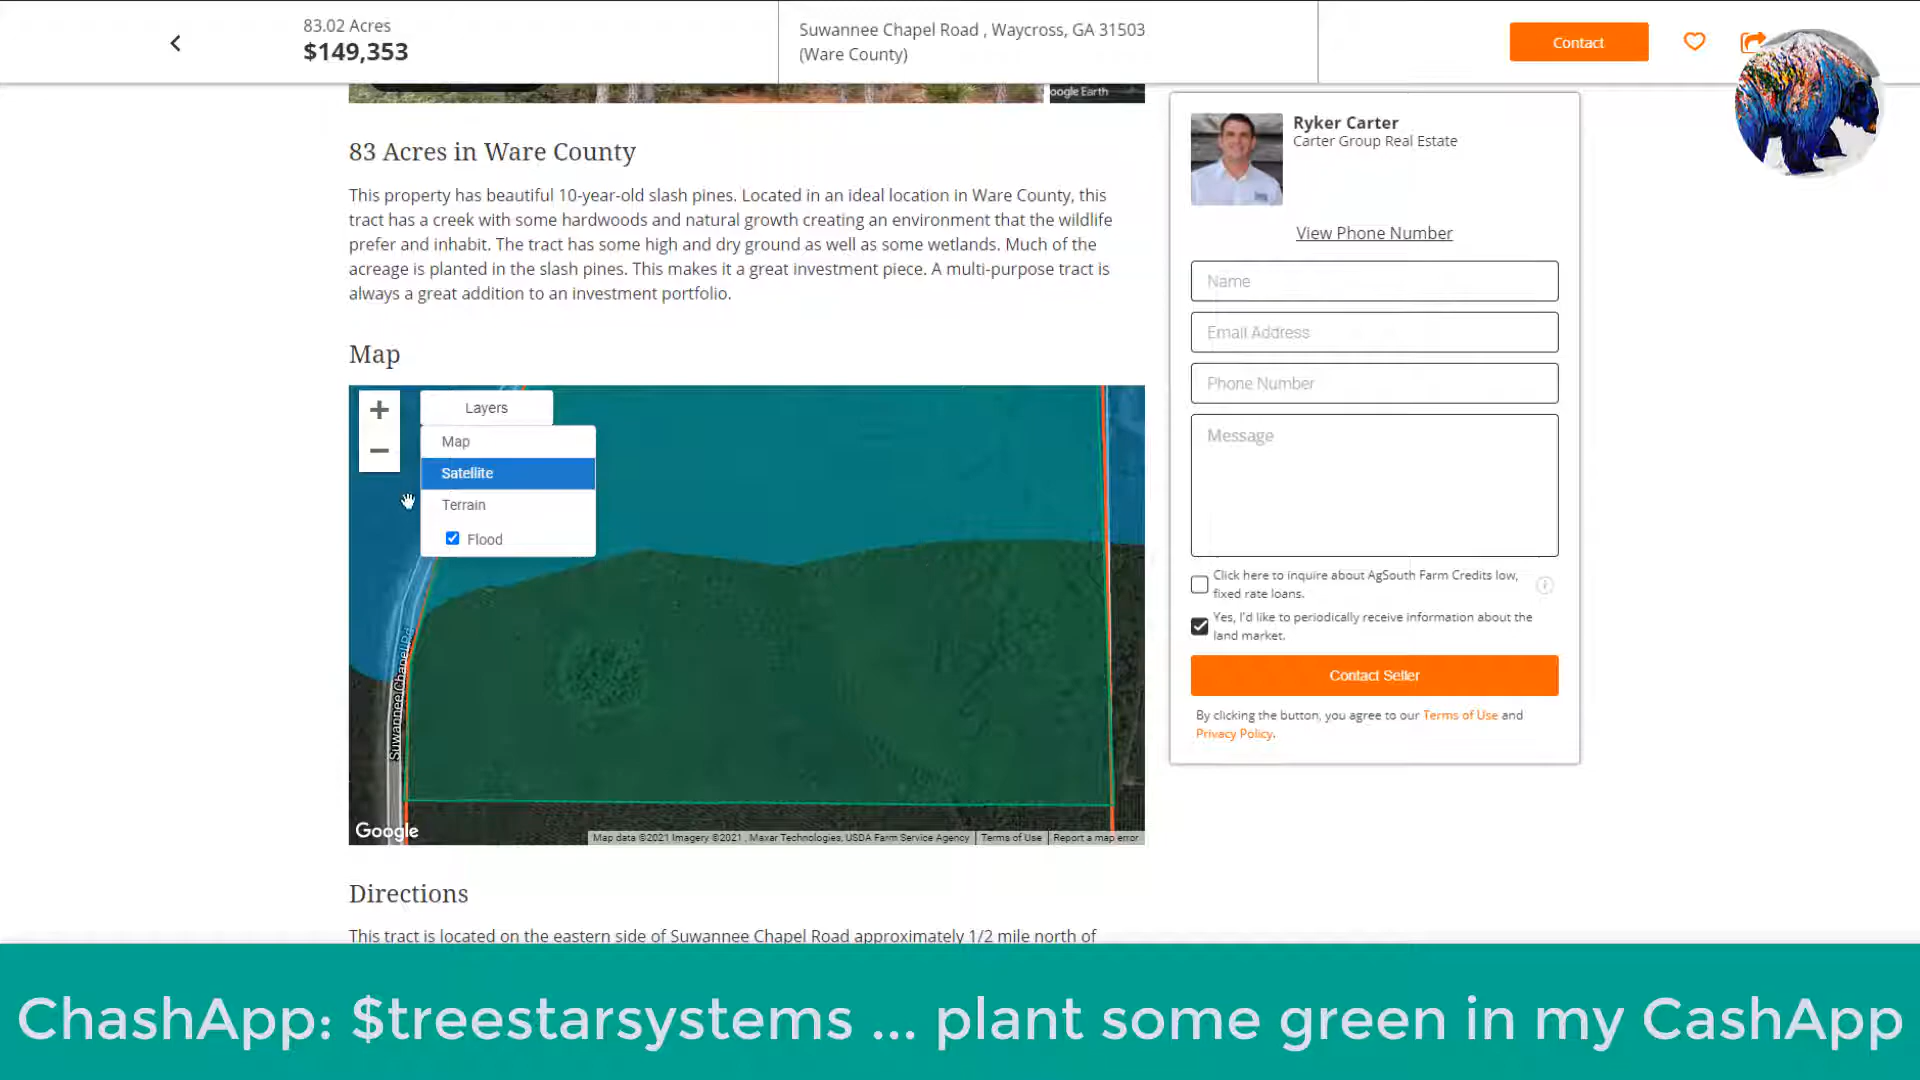 83.02 Acres
$149,353
Suwannee Chapel Road , Waycross, GA 31503
(Ware County)
Contact
oogle Earth
83 Acres in Ware County
This property has beautiful 10-year-old slash pines. Located in an ideal location in Ware County, this
tract has a creek with some hardwoods and natural growth creating an environment that the wildlife
prefer and inhabit. The tract has some high and dry ground as well as some wetlands. Much of the
acreage is planted in the slash pines. This makes it a great investment piece. A multi-purpose tract is
always a great addition to an investment portfolio.
Map
Layers
Map
Satellite
Terrain
Flood
Suwannee Chapel Rd
Google
Map data ©2021 Imagery ©2021 , Maxar Technologies, USDA Farm Service Agency
Terms of Use
Report a map error
Directions
This tract is located on the eastern side of Suwannee Chapel Road approximately 1/2 mile north of
Ryker Carter
Carter Group Real Estate
View Phone Number
Name
Email Address
Phone Number
Message
Click here to inquire about AgSouth Farm Credits low,
fixed rate loans.
Yes, I'd like to periodically receive information about the
land market.
Contact Seller
By clicking the button, you agree to our Terms of Use and
Privacy Policy.
ChashApp: $treestarsystems ... plant some green in my CashApp